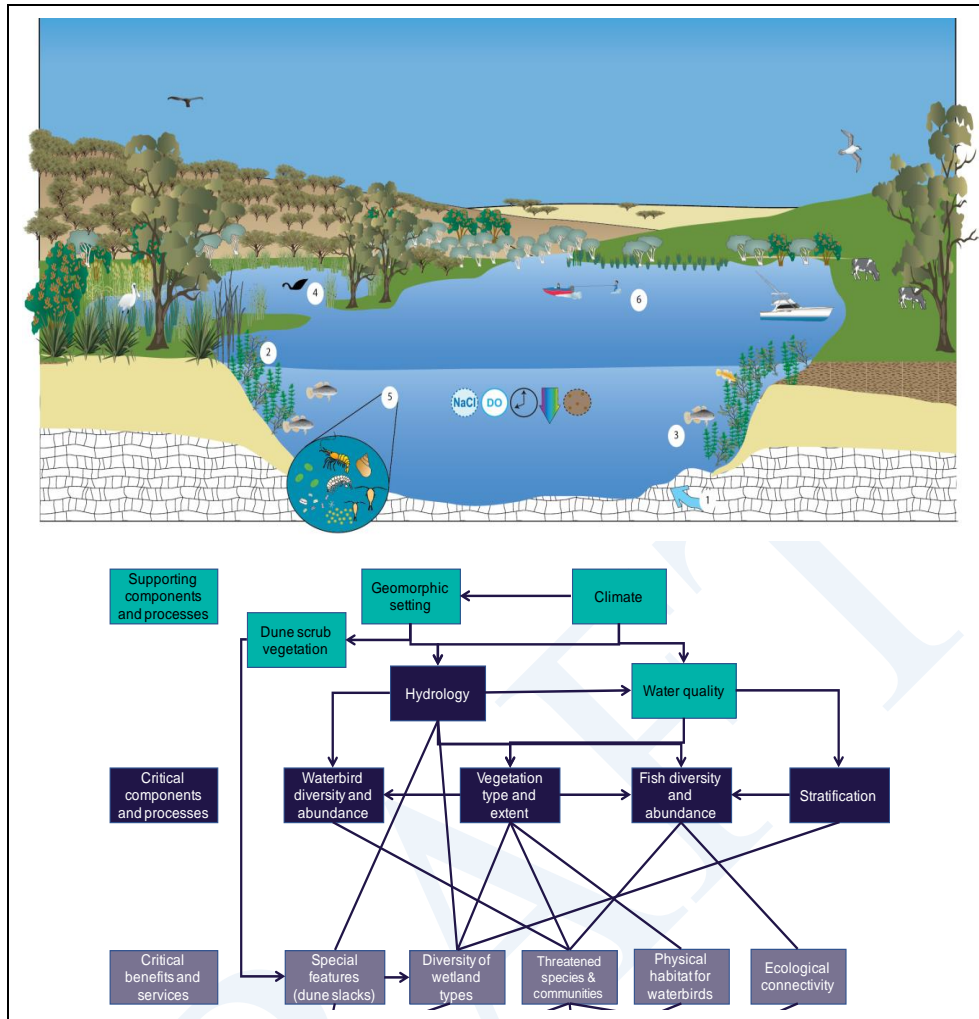 4
6
2
5
NaCl
DO
3
1
Supporting
components
and processes
Geomorphic
setting
Climate
Dune scrub
vegetation
Hydrology
Water quality
Critical
components and
processes
Waterbird
diversity and
abundance
Vegetation
type and
extent
Fish diversity
and
abundance
Stratification
Critical
benefits and
services
Special
features
(dune slacks)
Diversity of
wetland
types
Threatened
species &
communities
Physical
habitat for
waterbirds
Ecological
connectivity
DRAFT